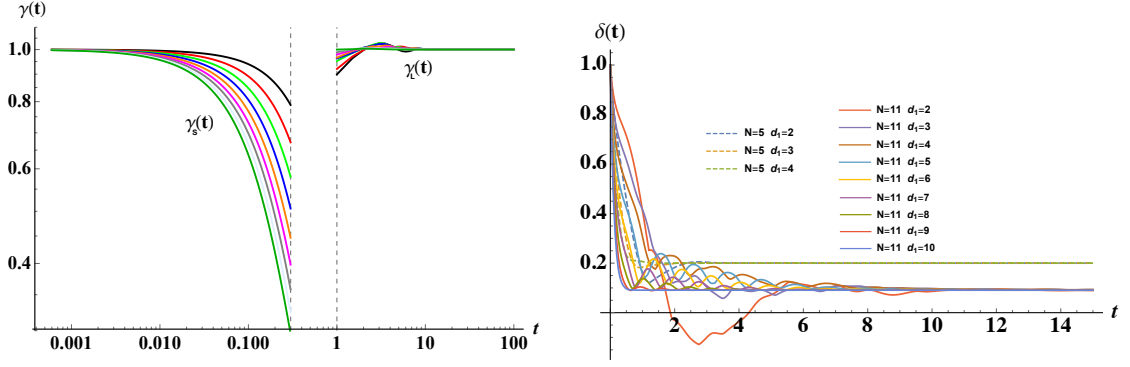 γ(t)
1.0
0.8
0.6
0.4
γs(t)
γL(t)
0.001
0.010
0.100
1
10
100
t
δ(t)
1.0
0.8
0.6
0.4
0.2
N=5 d1=2
N=5 d1=3
N=5 d1=4
N=11 d1=2
N=11 d1=3
N=11 d1=4
N=11 d1=5
N=11 d1=6
N=11 d1=7
N=11 d1=8
N=11 d1=9
N=11 d1=10
2
4
6
8
10
12
14
t